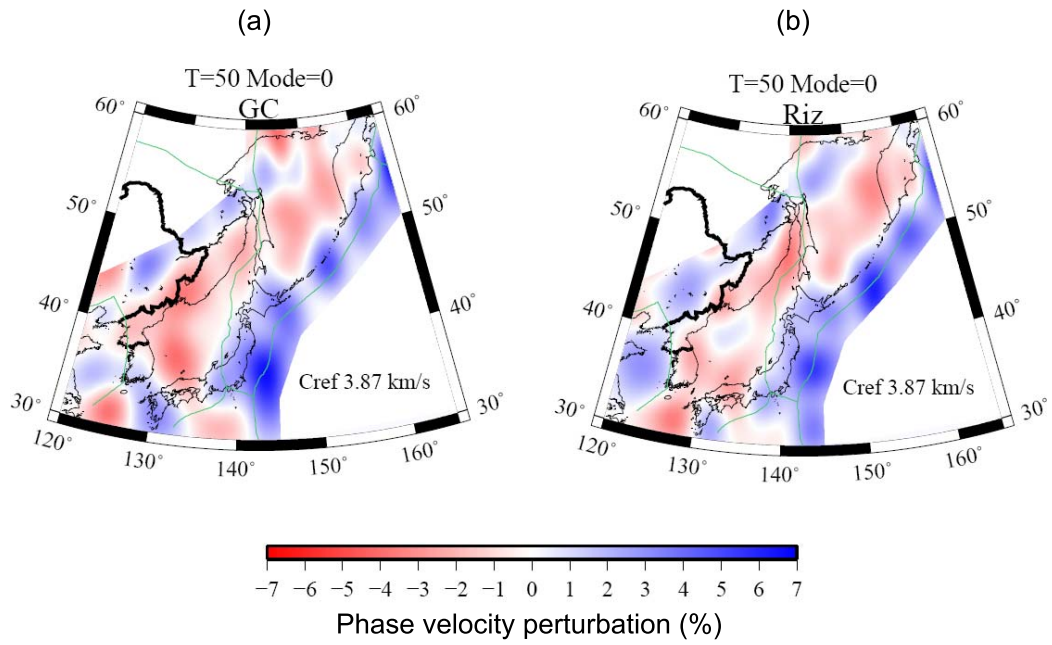 (a)
(b)
T=50 Mode=0
GC
60°
60°
50°
50°
40°
40°
30°
30°
120°
130°
140°
150°
160°
Cref 3.87 km/s
T=50 Mode=0
Riz
60°
60°
50°
50°
40°
40°
30°
30°
120°
130°
140°
150°
160°
Cref 3.87 km/s
−7 −6 −5 −4 −3 −2 −1 0 1 2 3 4 5 6 7
Phase velocity perturbation (%)